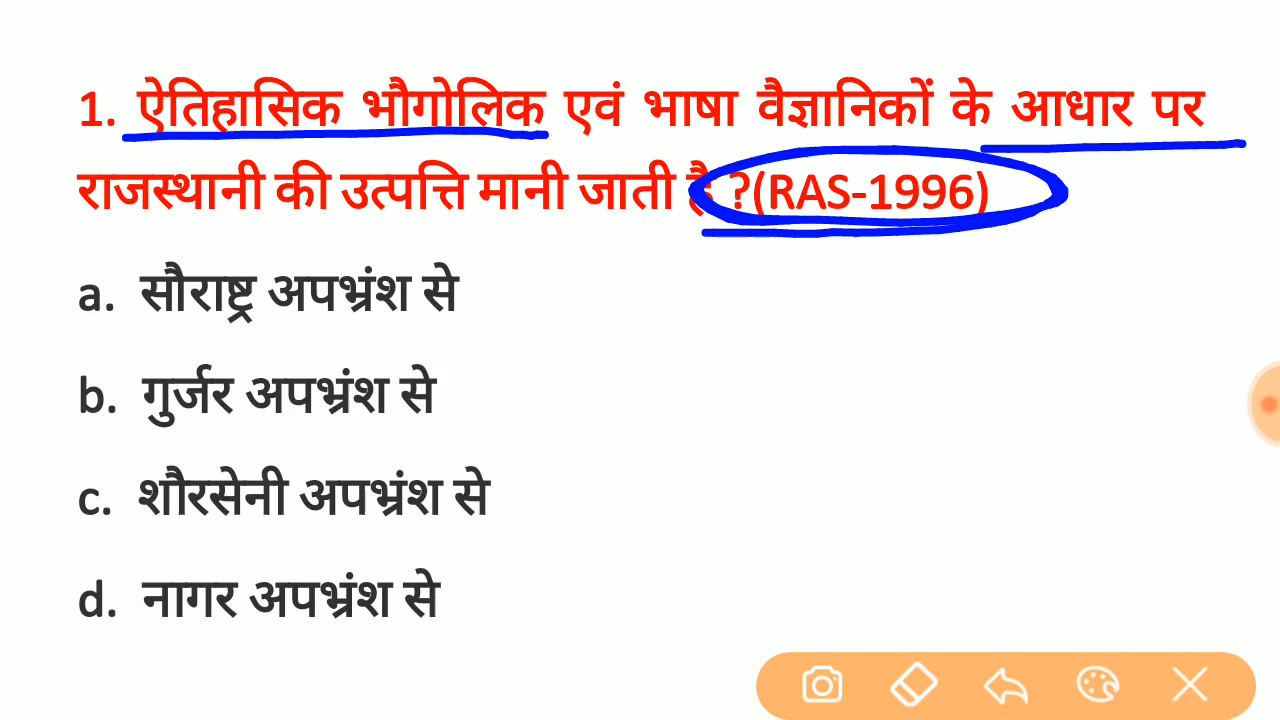 1. ऐतिहासिक भौगोलिक एवं भाषा वैज्ञानिकों के आधार पर
राजस्थानी की उत्पत्ति मानी जाती है ?(RAS-1996)
a. सौराष्ट्र अपभ्रंश से
b. गुर्जर अपभ्रंश से
c. शौरसेनी अपभ्रंश से
d. नागर अपभ्रंश से